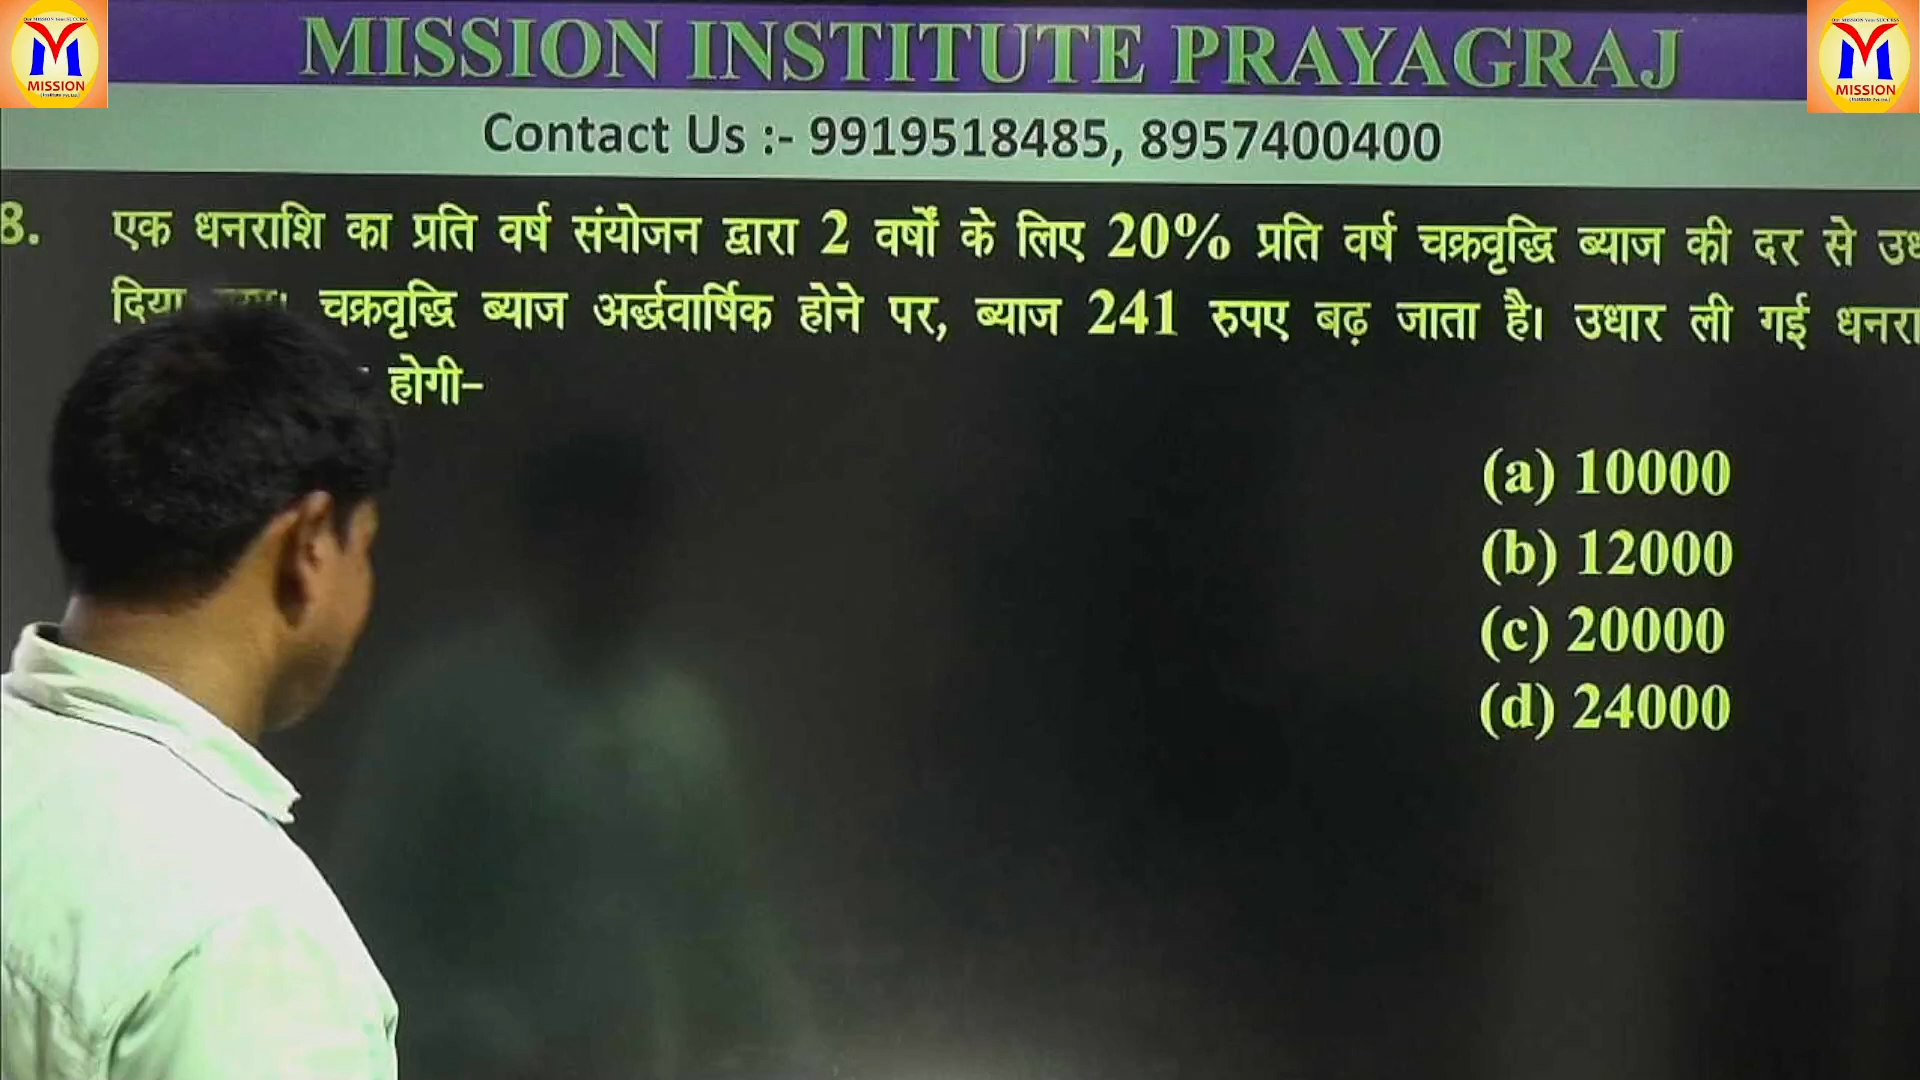 MISSION INSTITUTE PRAYAGRAJ
MISSION
MISSION
Contact Us :- 9919518485, 8957400400
8. एक धनराशि का प्रति वर्ष संयोजन द्वारा 2 वर्षों के लिए 20% प्रति वर्ष चक्रवृद्धि ब्याज की दर से
दिया चक्रवृद्धि ब्याज अर्द्धवार्षिक होने पर, ब्याज 241 रुपए बढ़ जाता है। उधार ली गई
होगी-
(a) 10000
(b) 12000
(c) 20000
(d) 24000